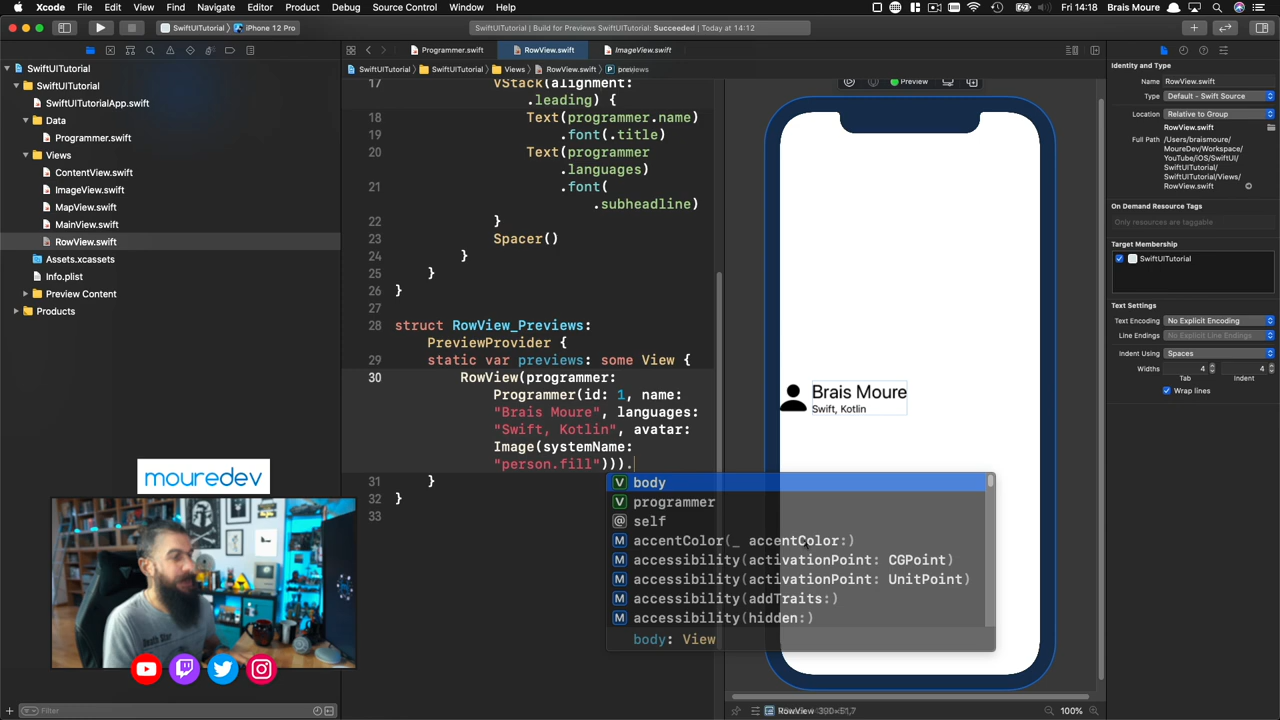 Xcode File Edit View Find Navigate Editor Product Debug Source Control Window Help Fri 14:18 Brais Moure
SwiftUITutorial iPhone 12 Pro SwiftUITutorial | Build for Previews SwiftUITutorial: Succeeded | Today at 14:12
Programmer.swift RowView.swift ImageView.swift
SwiftUITutorial SwiftUITutorial Views RowView.swift previews
SwiftUITutorial
SwiftUITutorial
SwiftUITutorialApp.swift
Data
Programmer.swift
Views
ContentView.swift
ImageView.swift
MapView.swift
MainView.swift
RowView.swift
Assets.xcassets
Info.plist
Preview Content
Products
Filter
17 VStack(alignment:
.leading) {
18 Text(programmer.name)
19 .font(.title)
20 Text(programmer
.languages)
21 .font(
.subheadline)
22 }
23 Spacer()
24 }
25 }
26 }
27
28 struct RowView_Previews:
PreviewProvider {
29 static var previews: some View {
30 RowView(programmer:
Programmer(id: 1, name:
"Brais Moure", languages:
"Swift, Kotlin", avatar:
Image(systemName:
"person.fill"))).
31 }
32 }
33
V body
V programmer
@ self
M accentColor(_ accentColor:)
M accessibility(activationPoint: CGPoint)
M accessibility(activationPoint: UnitPoint)
M accessibility(addTraits:)
M accessibility(hidden:)
body: View
Preview
Brais Moure
Swift, Kotlin
RowView 390×51,7
100%
Identity and Type
Name RowView.swift
Type Default - Swift Source
Location Relative to Group
RowView.swift
Full Path /Users/braismoure/
MoureDev/Workspace/
YouTube/iOS/SwiftUI/
SwiftUITutorial/
SwiftUITutorial/Views/
RowView.swift
On Demand Resource Tags
Only resources are taggable
Target Membership
SwiftUITutorial
Text Settings
Text Encoding No Explicit Encoding
Line Endings No Explicit Line Endings
Indent Using Spaces
Widths 4 4
Tab Indent
Wrap lines
mouredev